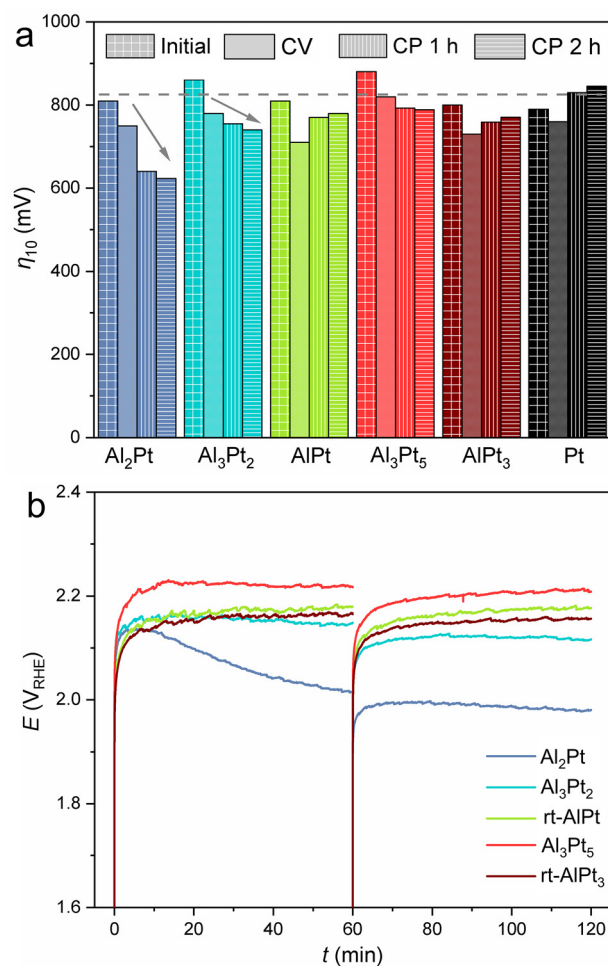 a
1000
Initial CV CP 1 h CP 2 h
800
600
400
200
0
η10 (mV)
Al2Pt Al3Pt2 AlPt Al3Pt5 AlPt3 Pt
b
2.4
2.2
2.0
1.8
1.6
E (VRHE)
Al2Pt
Al3Pt2
rt-AlPt
Al3Pt5
rt-AlPt3
0 20 40 60 80 100 120
t (min)